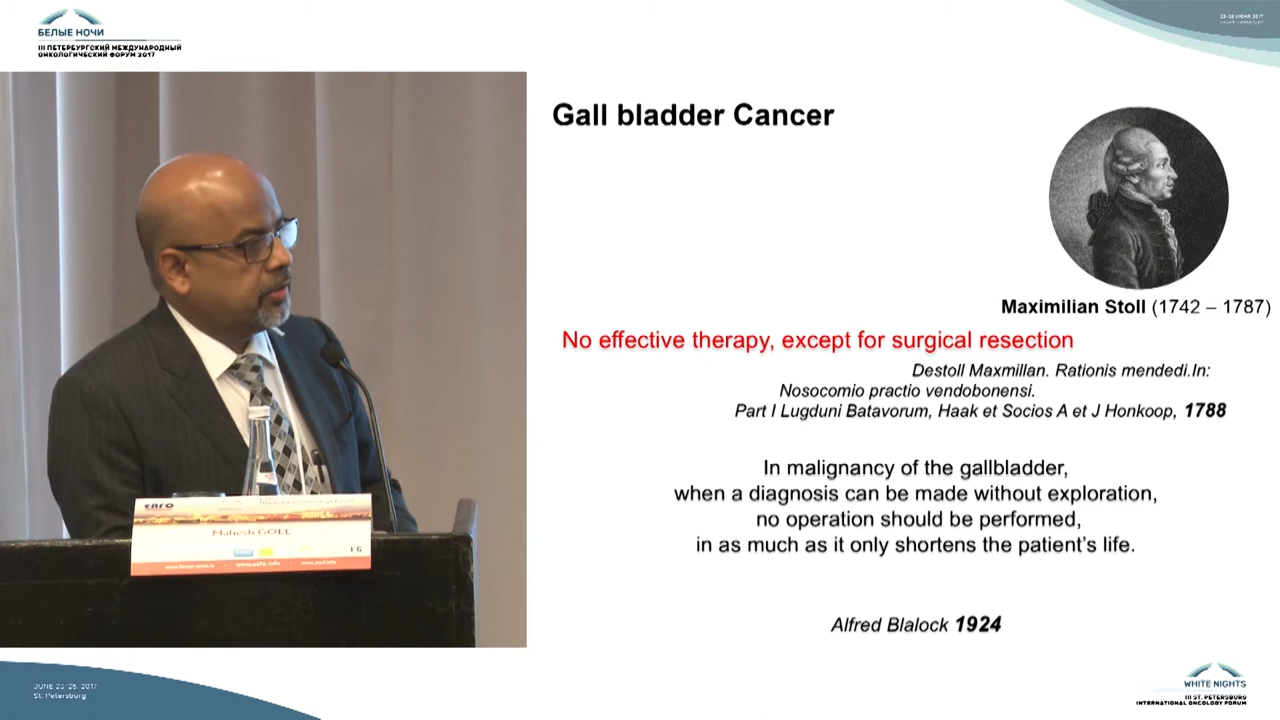 БЕЛЫЕ НОЧИ
III ПЕТЕРБУРГСКИЙ МЕЖДУНАРОДНЫЙ
ОНКОЛОГИЧЕСКИЙ ФОРУМ 2017
Gall bladder Cancer
Maximilian Stoll (1742 – 1787)
No effective therapy, except for surgical resection
Destoll Maxmillan. Rationis mendedi.In:
Nosocomio practio vendobonensi.
Part I Lugduni Batavorum, Haak et Socios A et J Honkoop, 1788
In malignancy of the gallbladder,
when a diagnosis can be made without exploration,
no operation should be performed,
in as much as it only shortens the patient’s life.
Alfred Blalock 1924
Mahesh GOEL
St. Petersburg
WHITE NIGHTS
III ST. PETERSBURG
INTERNATIONAL ONCOLOGY FORUM